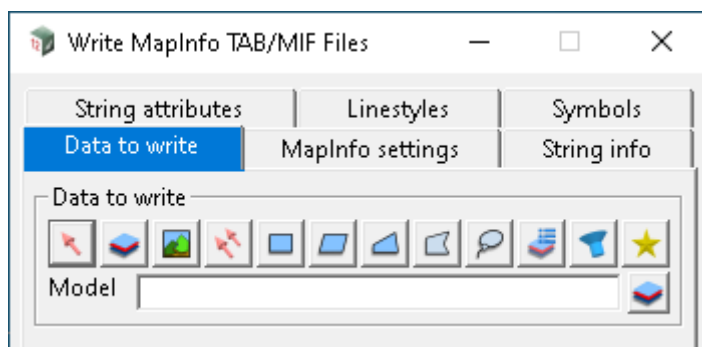 Write MapInfo TAB/MIF Files
String attributes Linestyles Symbols
Data to write MapInfo settings String info
Data to write
Model